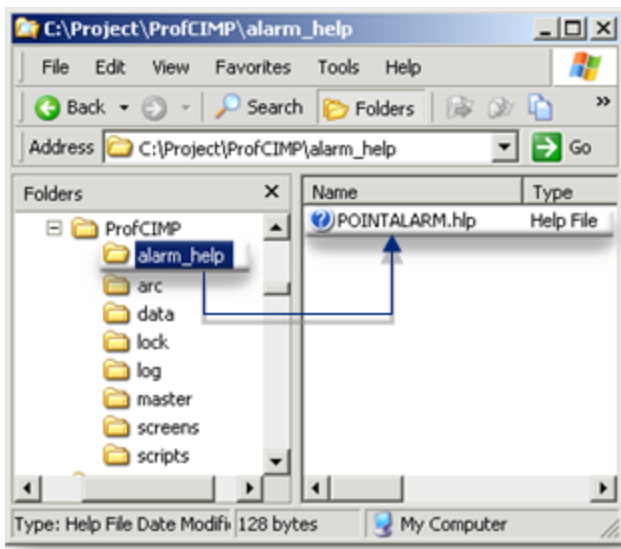 C:\Project\ProfCIMP\alarm_help
File Edit View Favorites Tools Help
Back Search Folders »
Address C:\Project\ProfCIMP\alarm_help Go
Folders Name Type
ProfCIMP POINTALARM.hlp Help File
alarm_help
arc
data
lock
log
master
screens
scripts
Type: Help File Date Modifi 128 bytes My Computer